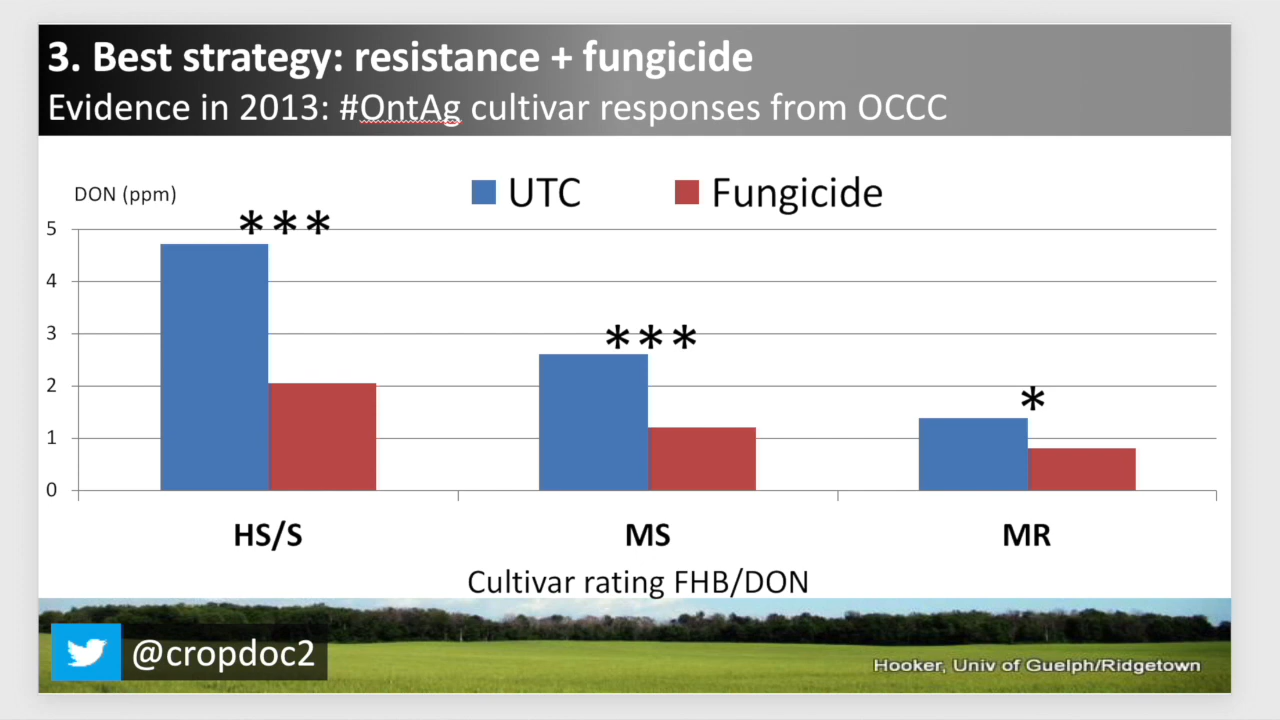 3. Best strategy: resistance + fungicide
Evidence in 2013: #OntAg cultivar responses from OCCC
DON (ppm)
UTC
Fungicide
5
4
3
2
1
0
***
***
*
HS/S
MS
MR
Cultivar rating FHB/DON
@cropdoc2
Hooker, Univ of Guelph/Ridgetown